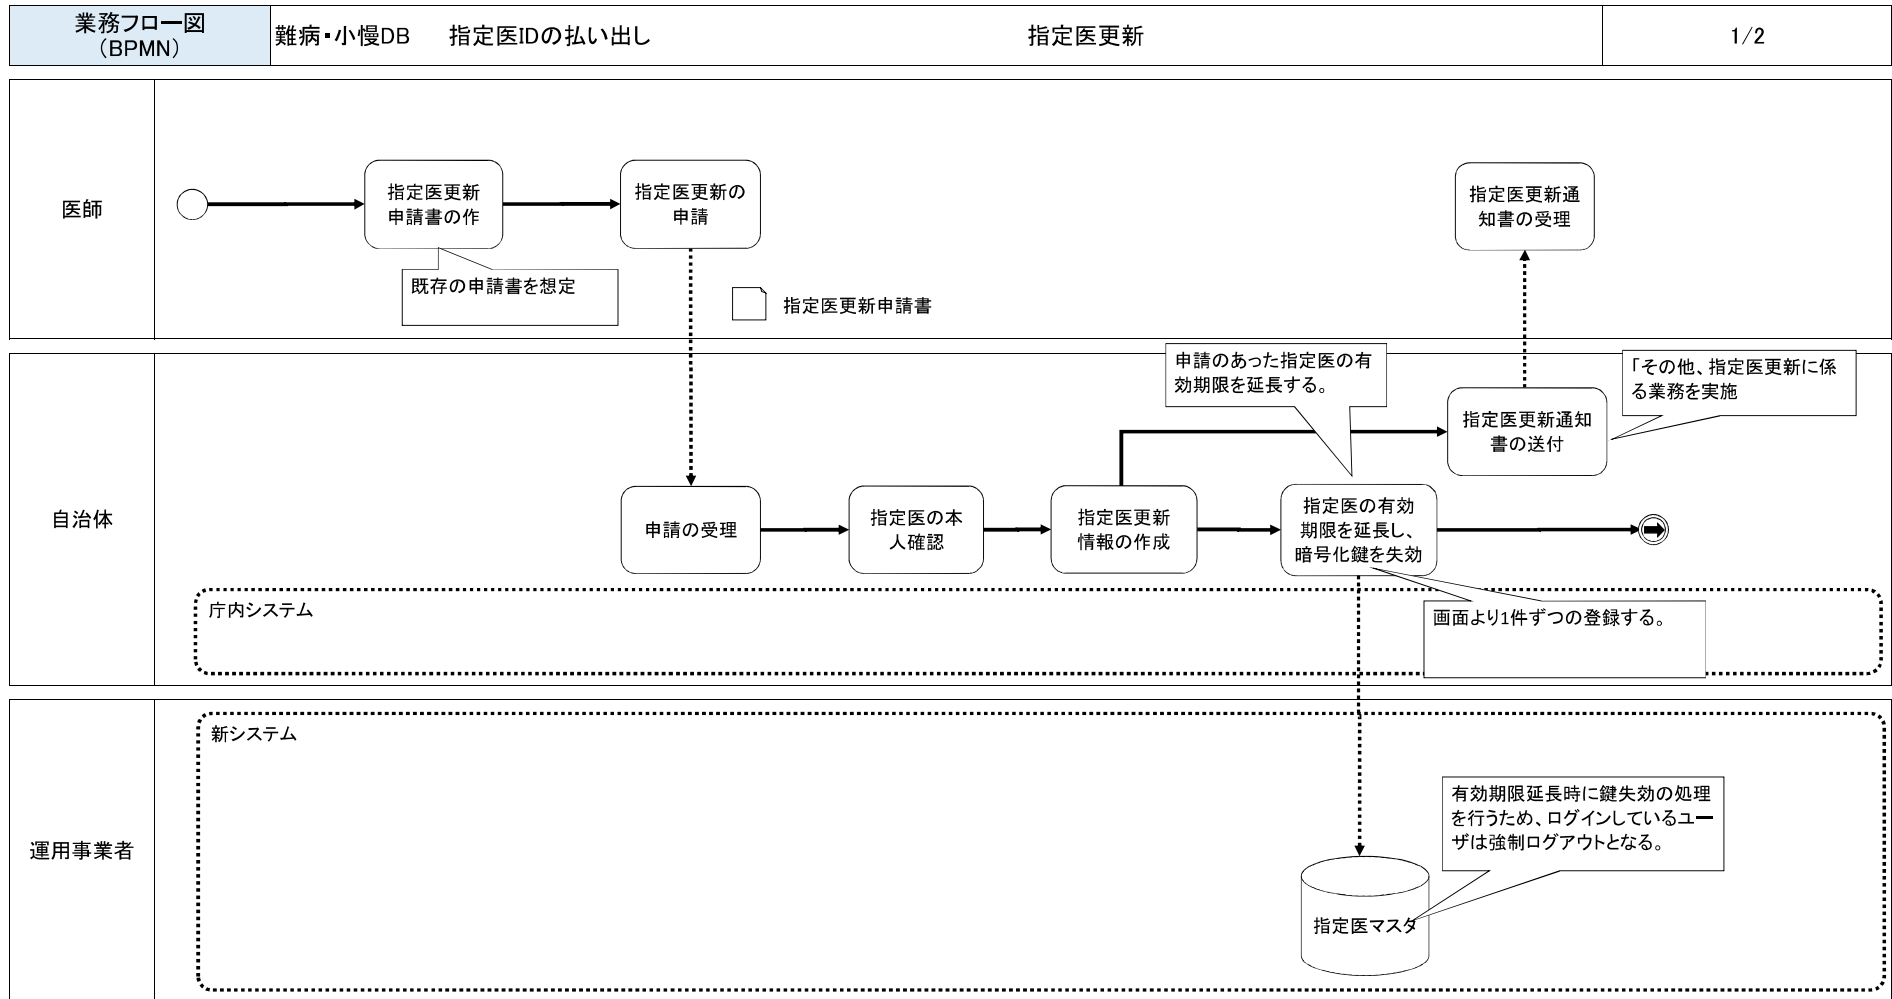 業務フロー図
（BPMN）
難病・小慢DB　指定医IDの払い出し
指定医更新
1/2
医師
指定医更新
申請書の作
既存の申請書を想定
指定医更新の
申請
指定医更新申請書
指定医更新通
知書の受理
自治体
申請のあった指定医の有
効期限を延長する。
「その他、指定医更新に係
る業務を実施
指定医更新通知
書の送付
申請の受理
指定医の本
人確認
指定医更新
情報の作成
指定医の有効
期限を延長し、
暗号化鍵を失効
庁内システム
画面より1件ずつの登録する。
運用事業者
新システム
有効期限延長時に鍵失効の処理
を行うため、ログインしているユー
ザは強制ログアウトとなる。
指定医マスタ